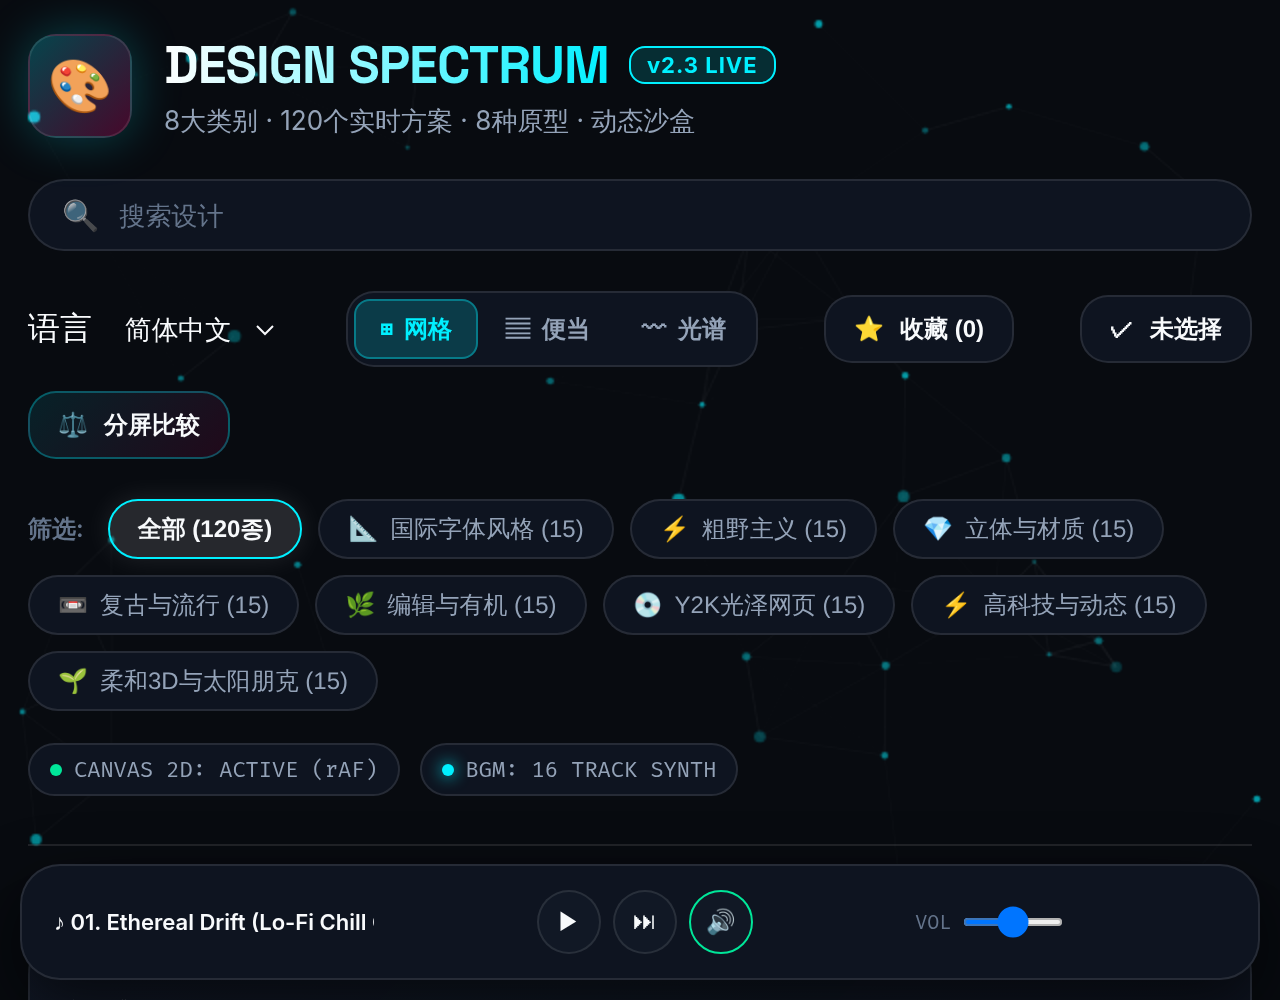 DESIGN SPECTRUM v2.3 LIVE
8大类别 · 120个实时方案 · 8种原型 · 动态沙盒
搜索设计
语言 简体中文 网格 便当 光谱 收藏 (0) 未选择
分屏比较
筛选: 全部 (120종) 国际字体风格 (15) 粗野主义 (15) 立体与材质 (15)
复古与流行 (15) 编辑与有机 (15) Y2K光泽网页 (15) 高科技与动态 (15)
柔和3D与太阳朋克 (15)
CANVAS 2D: ACTIVE (rAF) BGM: 16 TRACK SYNTH
♪ 01. Ethereal Drift (Lo-Fi Chill VOL